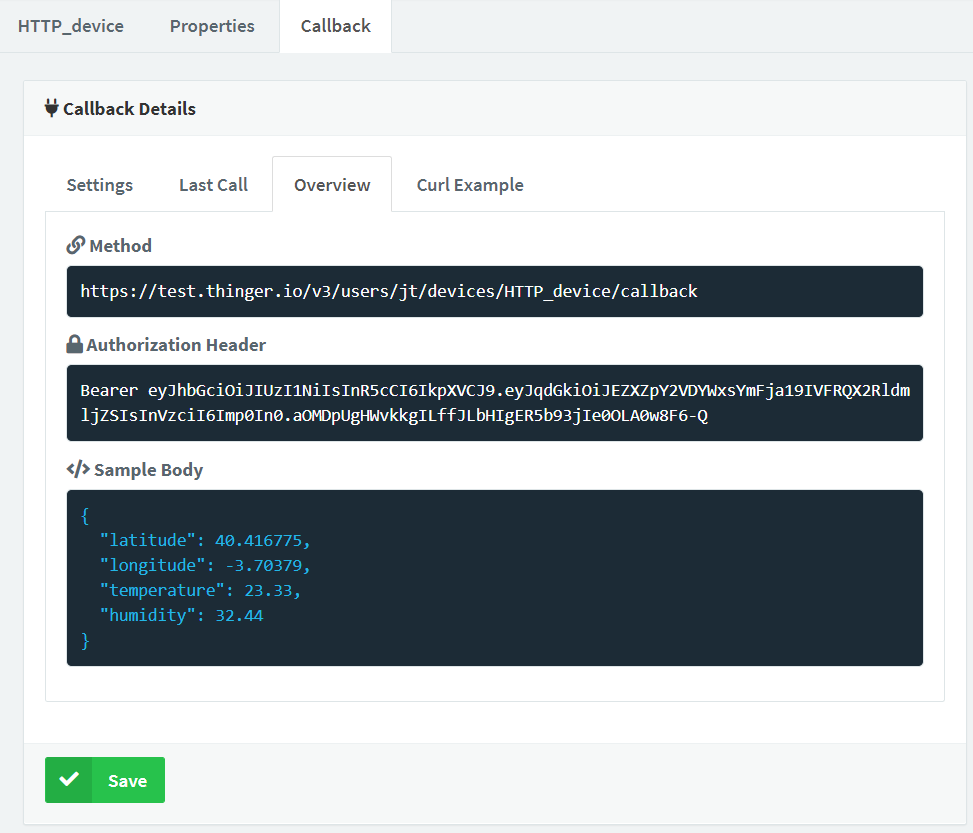 HTTP_device Properties Callback
Callback Details
Settings Last Call Overview Curl Example
Method
https://test.thinger.io/v3/users/jt/devices/HTTP_device/callback
Authorization Header
Bearer eyJhbGciOiJIUzI1NiIsInR5cCI6IkpXVCJ9.eyJqdGkiOiJEZXZpY2VDYWxsYmFja19IVFRQX2Rldm
ljZSIsInVzciI6Imp0In0.aOMDpUgHWvkkgILffJLbHIgER5b93jIe0OLA0w8F6-Q
Sample Body
{
"latitude": 40.416775,
"longitude": -3.70379,
"temperature": 23.33,
"humidity": 32.44
}
Save